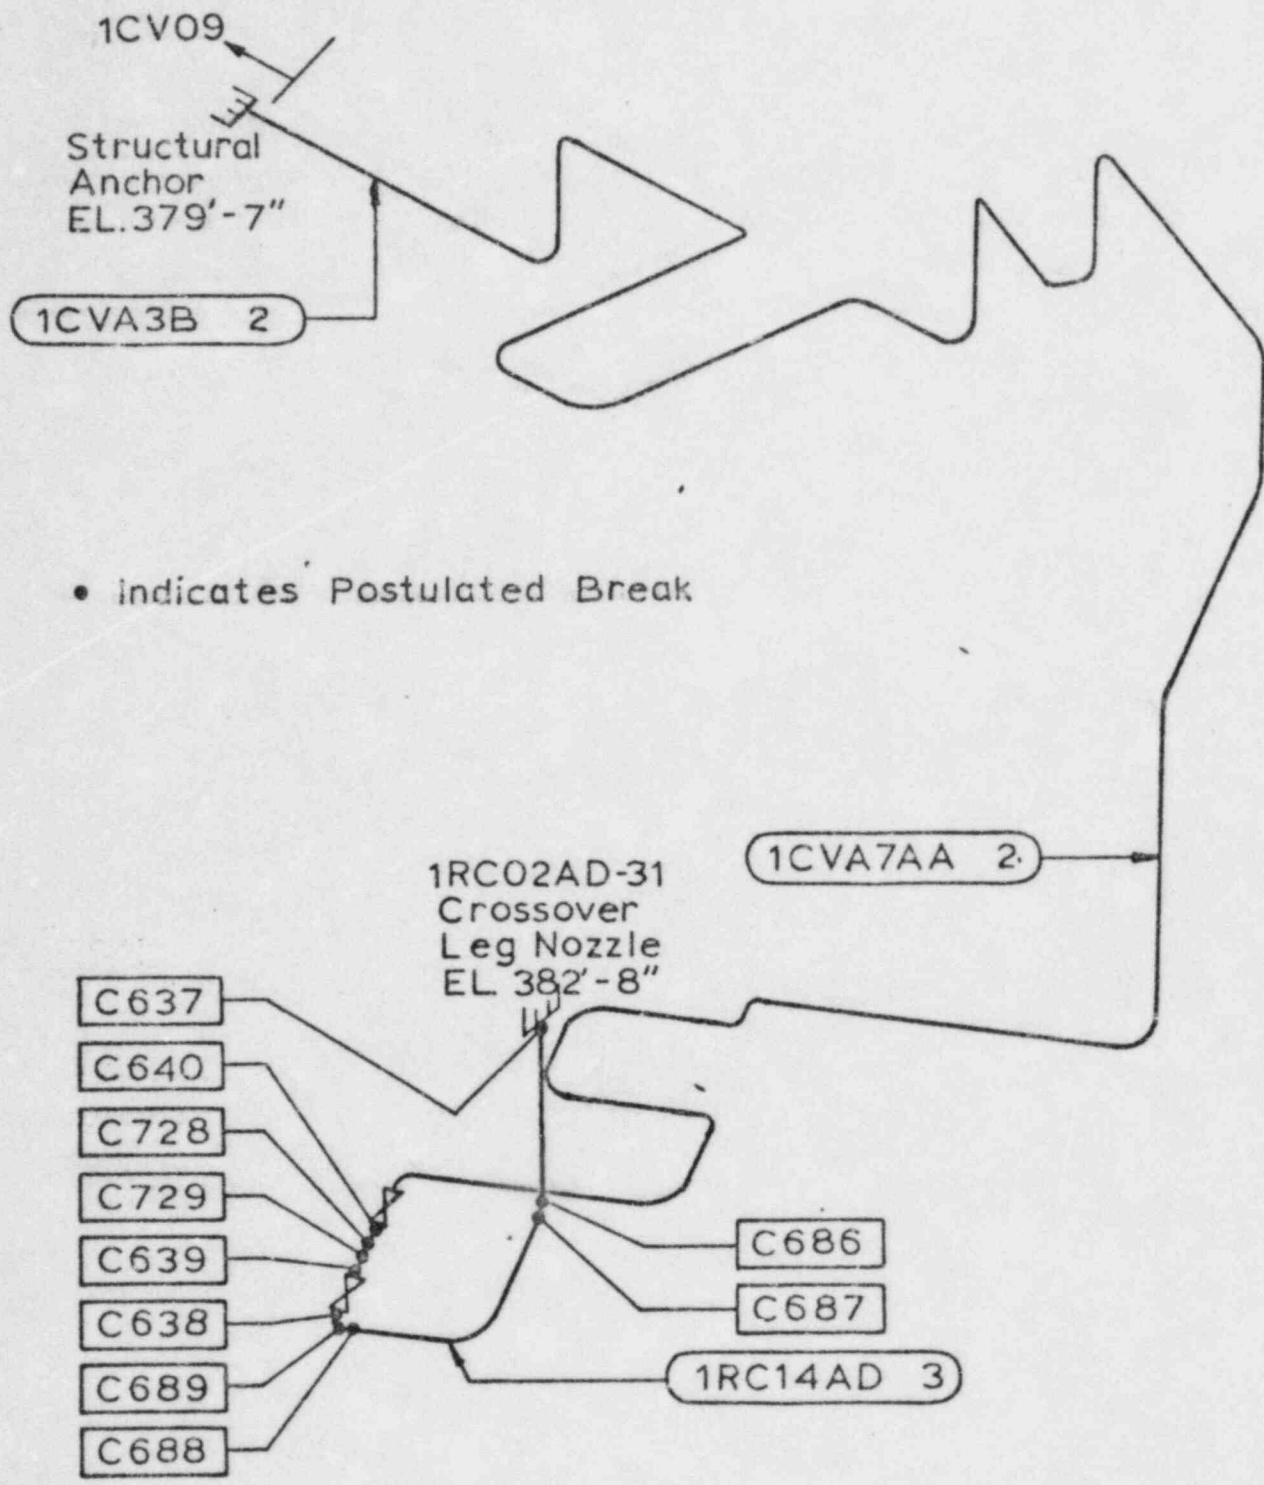 1CV09
Structural
Anchor
EL.379'-7"
1CVA3B 2
• indicates Postulated Break
1CVA7AA 2
1RC02AD-31
Crossover
Leg Nozzle
EL. 382'-8"
C637
C640
C728
C729
C639
C638
C689
C688
C686
C687
1RC14AD 3